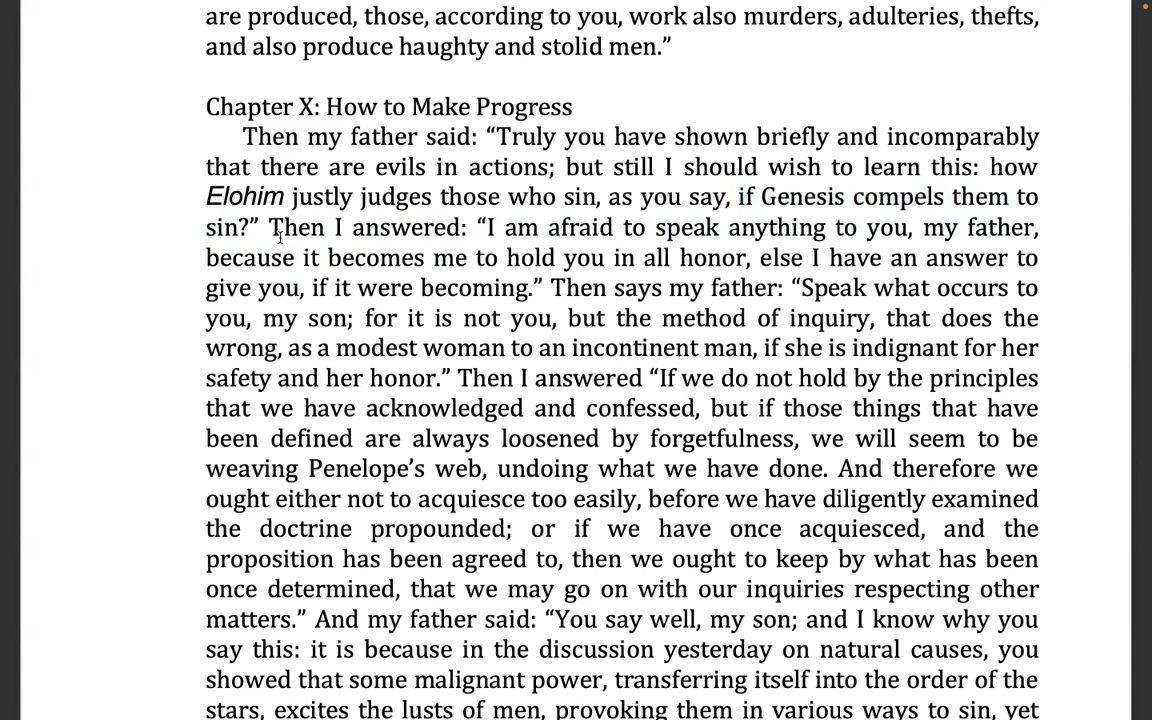 are produced, those, according to you, work also murders, adulteries, thefts,
and also produce haughty and stolid men.”
Chapter X: How to Make Progress
Then my father said: “Truly you have shown briefly and incomparably
that there are evils in actions; but still I should wish to learn this: how
Elohim justly judges those who sin, as you say, if Genesis compels them to
sin?” Then I answered: “I am afraid to speak anything to you, my father,
because it becomes me to hold you in all honor, else I have an answer to
give you, if it were becoming.” Then says my father: “Speak what occurs to
you, my son; for it is not you, but the method of inquiry, that does the
wrong, as a modest woman to an incontinent man, if she is indignant for her
safety and her honor.” Then I answered “If we do not hold by the principles
that we have acknowledged and confessed, but if those things that have
been defined are always loosened by forgetfulness, we will seem to be
weaving Penelope’s web, undoing what we have done. And therefore we
ought either not to acquiesce too easily, before we have diligently examined
the doctrine propounded; or if we have once acquiesced, and the
proposition has been agreed to, then we ought to keep by what has been
once determined, that we may go on with our inquiries respecting other
matters.” And my father said: “You say well, my son; and I know why you
say this: it is because in the discussion yesterday on natural causes, you
showed that some malignant power, transferring itself into the order of the
stars, excites the lusts of men, provoking them in various ways to sin, yet